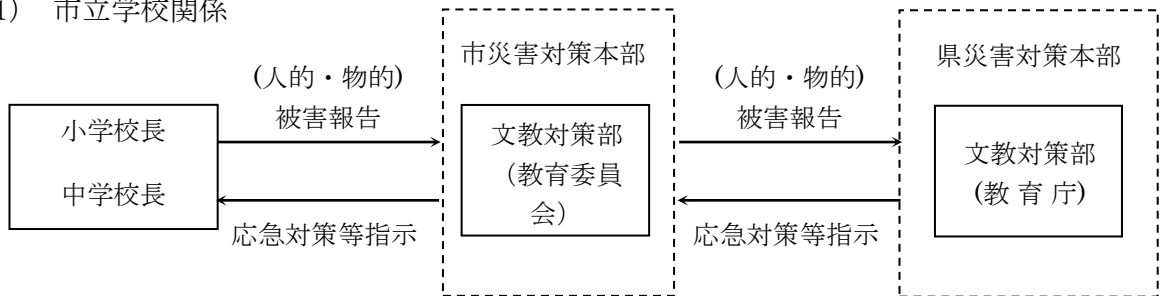 1） 市立学校関係
市災害対策本部
県災害対策本部
(人的・物的)
被害報告
(人的・物的)
被害報告
小学校長
中学校長
文教対策部
（教育委員
会）
文教対策部
(教 育 庁)
応急対策等指示
応急対策等指示